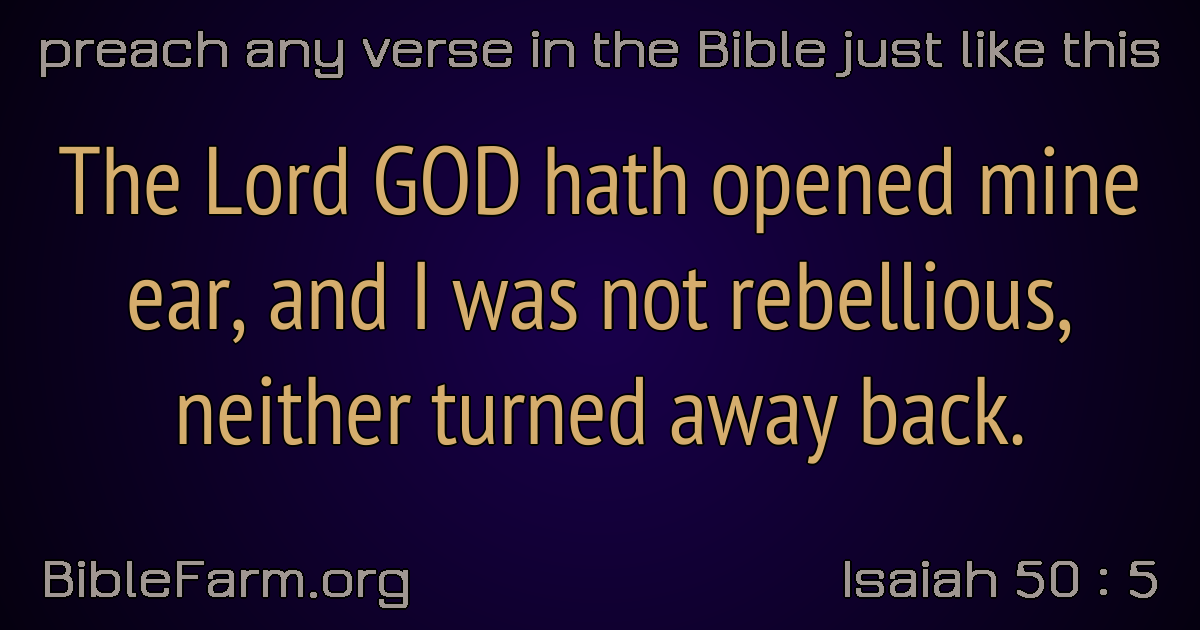 preach any verse in the Bible just like this
The Lord GOD hath opened mine
ear, and I was not rebellious,
neither turned away back.
BibleFarm.org
Isaiah 50 : 5